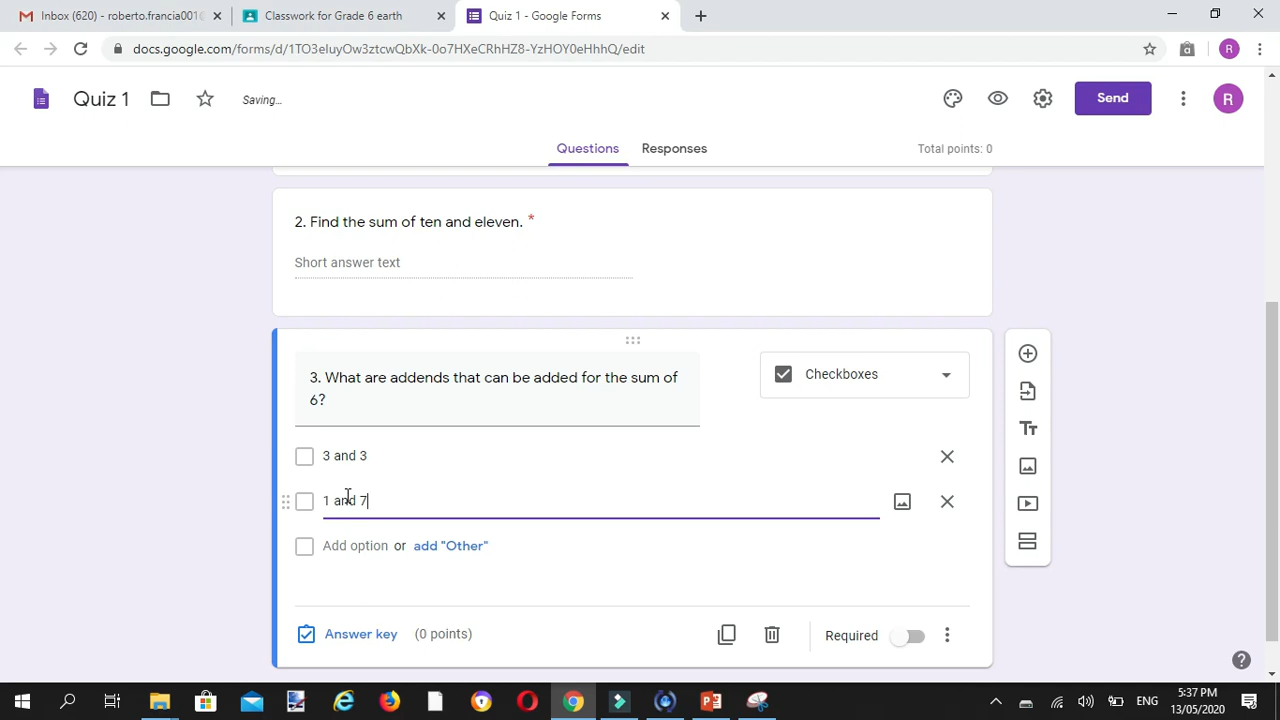 Inbox (620) - roberto.francia001@
Classwork for Grade 6 earth
Quiz 1 - Google Forms
docs.google.com/forms/d/1TO3eIuyOw3ztcwQbXk-0o7HXeCRhHZ8-YzHOY0eHhhQ/edit
R
Quiz 1
Saving...
Send
R
Questions
Responses
Total points: 0
2. Find the sum of ten and eleven. *
Short answer text
3. What are addends that can be added for the sum of
6?
Checkboxes
3 and 3
1 and 7
Add option or add "Other"
Answer key
(0 points)
Required
ENG
5:37 PM
13/05/2020